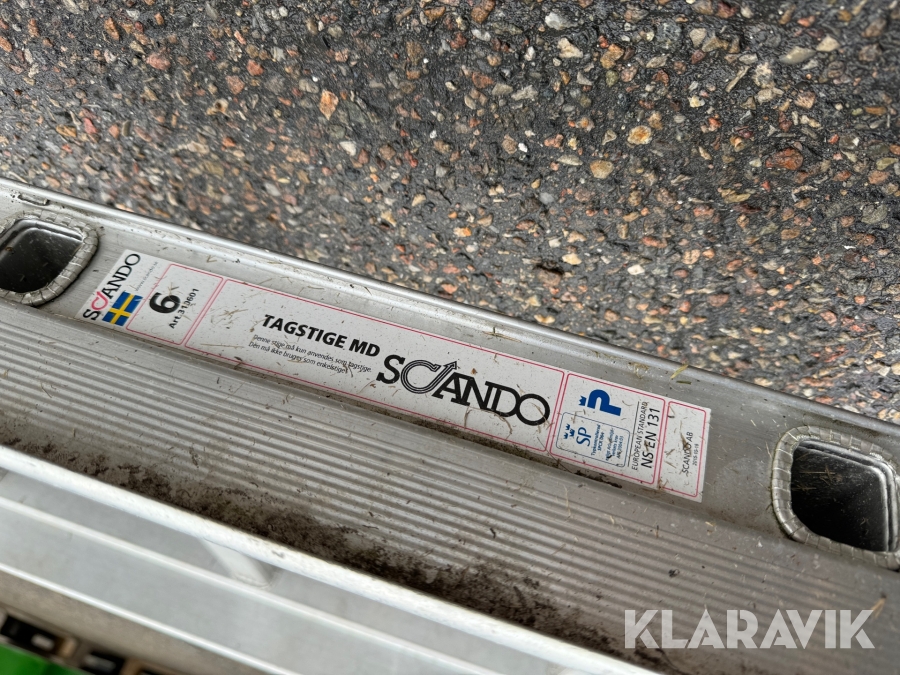 SCANDO
6
Art.313601
TAGSTIGE MD
Denne stige må kun anvendes som tagstige.
Den må ikke bruges som enkeltstige!
SCANDO
P
SP
EUROPEAN STANDARD
NS-EN 131
SCANDO AB
KLARAVIK